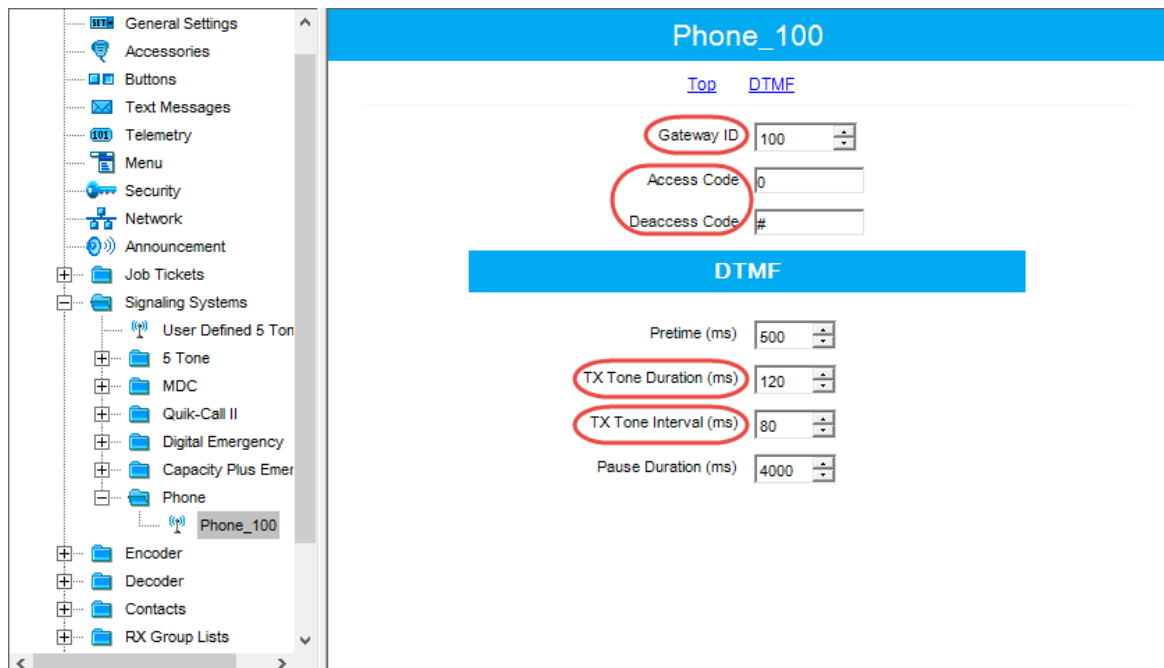 General Settings
Accessories
Buttons
Text Messages
Telemetry
Menu
Security
Network
Announcement
Job Tickets
Signaling Systems
User Defined 5 Ton
5 Tone
MDC
Quik-Call II
Digital Emergency
Capacity Plus Emer
Phone
Phone_100
Encoder
Decoder
Contacts
RX Group Lists
Phone_100
Top DTMF
Gateway ID 100
Access Code 0
Deaccess Code #
DTMF
Pretime (ms) 500
TX Tone Duration (ms) 120
TX Tone Interval (ms) 80
Pause Duration (ms) 4000